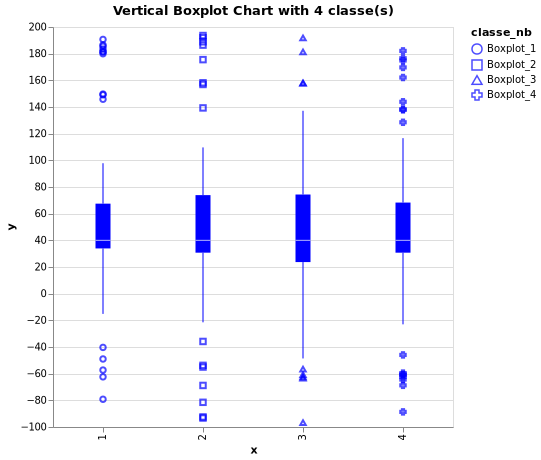 Vertical Boxplot Chart with 4 classe(s)
classe_nb
Boxplot_1
Boxplot_2
Boxplot_3
Boxplot_4
200
180
160
140
120
100
80
60
40
20
0
−20
−40
−60
−80
−100
y
1
2
3
4
x